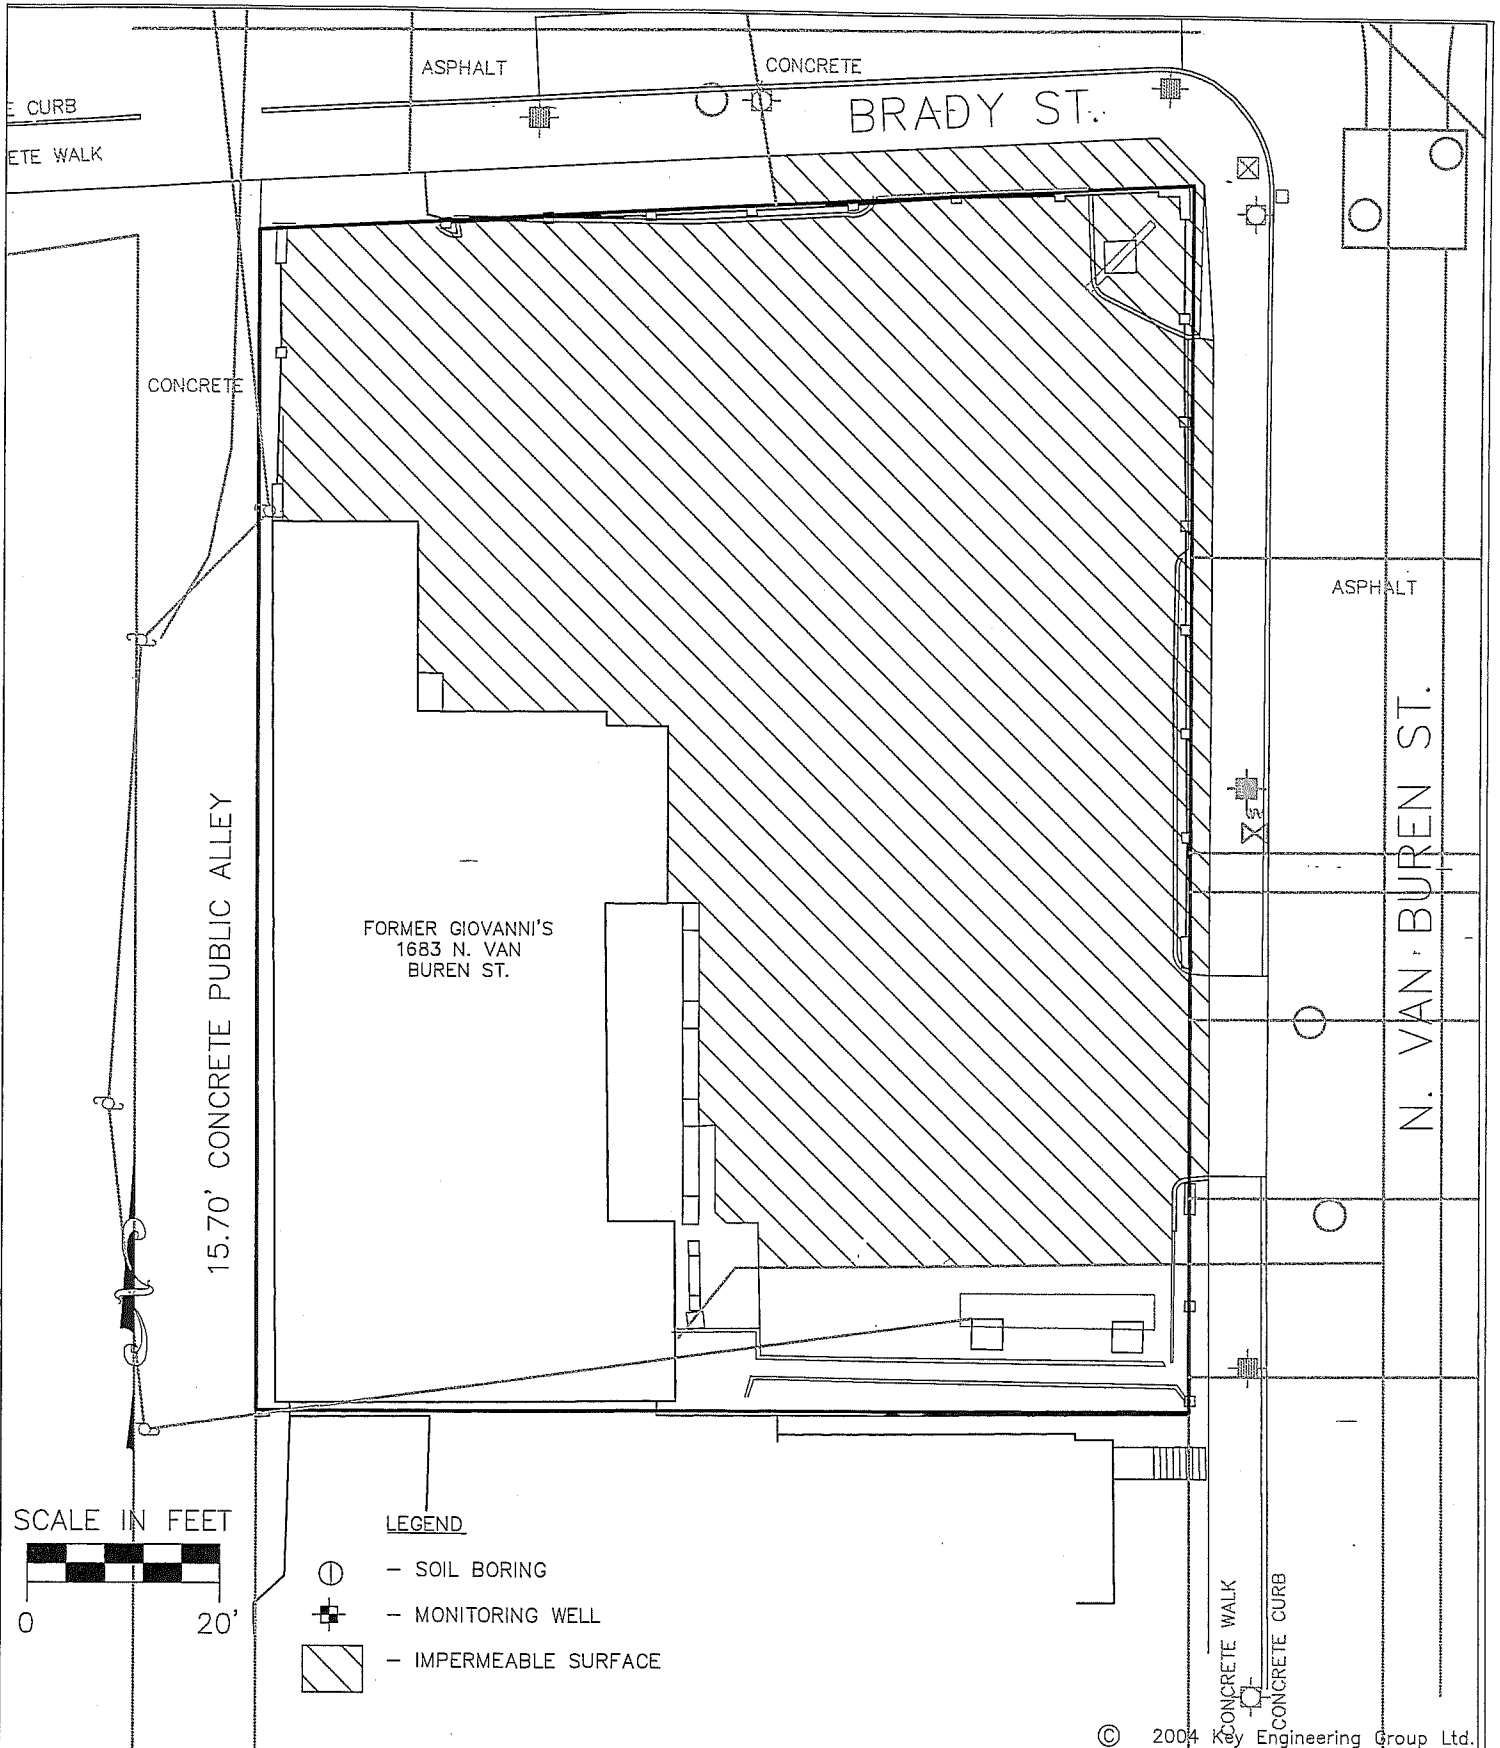 ASPHALT
CONCRETE
E CURB
BRADY ST.
ETE WALK
CONCRETE
ASPHALT
N. VAN BUREN ST.
15.70' CONCRETE PUBLIC ALLEY
FORMER GIOVANNI'S
1683 N. VAN
BUREN ST.
SCALE IN FEET
0 20'
LEGEND
– SOIL BORING
– MONITORING WELL
– IMPERMEABLE SURFACE
CONCRETE WALK
CONCRETE CURB
© 2004 Key Engineering Group Ltd.